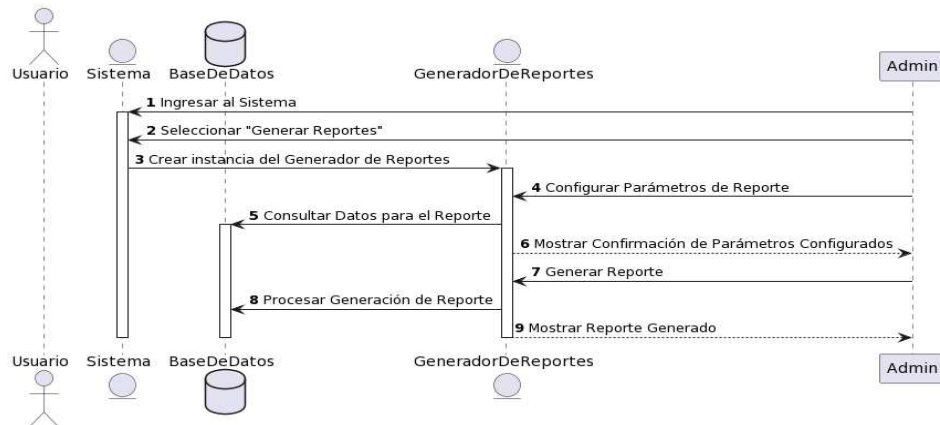 Usuario Sistema BaseDeDatos GeneradorDeReportes Admin
1 Ingresar al Sistema
2 Seleccionar "Generar Reportes"
3 Crear instancia del Generador de Reportes
4 Configurar Parámetros de Reporte
5 Consultar Datos para el Reporte
6 Mostrar Confirmación de Parámetros Configurados
7 Generar Reporte
8 Procesar Generación de Reporte
9 Mostrar Reporte Generado
Usuario Sistema BaseDeDatos GeneradorDeReportes Admin